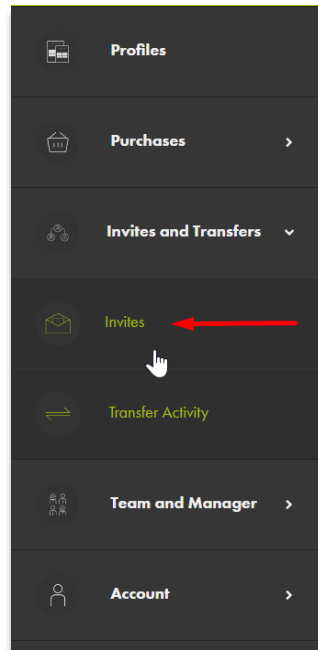 Profiles
Purchases
Invites and Transfers
Invites
Transfer Activity
Team and Manager
Account